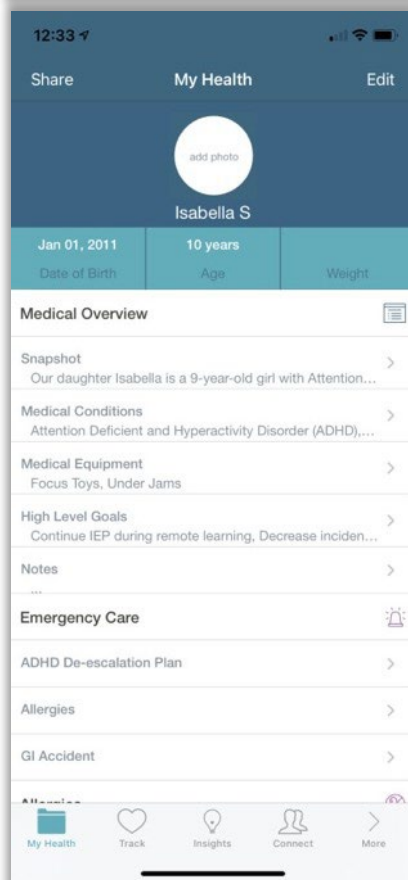 12:33
Share My Health Edit
add photo
Isabella S
Jan 01, 2011 10 years
Date of Birth Age Weight
Medical Overview
Snapshot
Our daughter Isabella is a 9-year-old girl with Attention...
Medical Conditions
Attention Deficient and Hyperactivity Disorder (ADHD),...
Medical Equipment
Focus Toys, Under Jams
High Level Goals
Continue IEP during remote learning, Decrease inciden...
Notes
...
Emergency Care
ADHD De-escalation Plan
Allergies
GI Accident
Allergies
My Health Track Insights Connect More